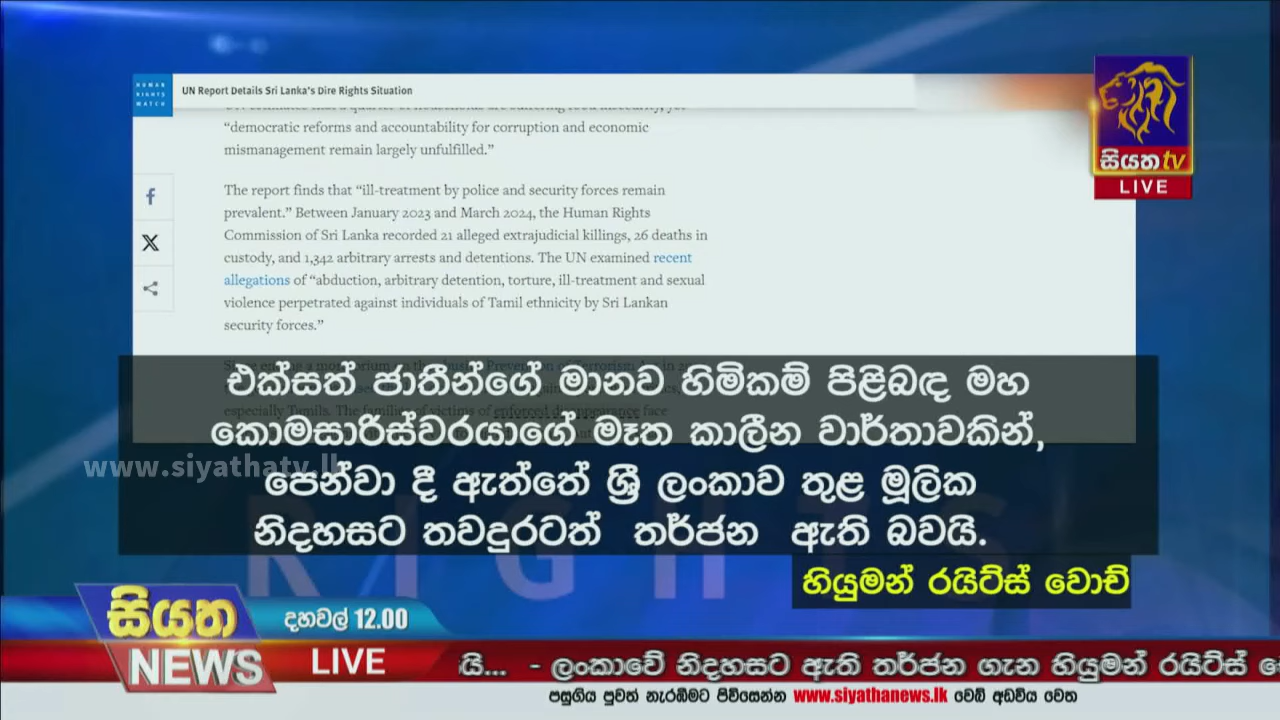 HUMAN
RIGHTS
WATCH
UN Report Details Sri Lanka's Dire Rights Situation
"democratic reforms and accountability for corruption and economic
mismanagement remain largely unfulfilled."
The report finds that "ill-treatment by police and security forces remain
prevalent." Between January 2023 and March 2024, the Human Rights
Commission of Sri Lanka recorded 21 alleged extrajudicial killings, 26 deaths in
custody, and 1,342 arbitrary arrests and detentions. The UN examined recent
allegations of "abduction, arbitrary detention, torture, ill-treatment and sexual
violence perpetrated against individuals of Tamil ethnicity by Sri Lankan
security forces."
සියත tv
LIVE
එක්සත් ජාතීන්ගේ මානව හිමිකම් පිළිබඳ මහ
කොමසාරිස්වරයාගේ මෑත කාලීන වාර්තාවකින්,
පෙන්වා දී ඇත්තේ ශ්‍රී ලංකාව තුළ මූලික
නිදහසට තවදුරටත් තර්ජන ඇති බවයි.
www.siyathatv.lk
RIGHTS
හියුමන් රයිට්ස් වොච්
සියත
NEWS
දහවල් 12.00
LIVE
යි... - ලංකාවේ නිදහසට ඇති තර්ජන ගැන හියුමන් රයිට්ස්
පසුගිය පුවත් නැරඹීමට පිවිසෙන්න www.siyathanews.lk වෙබ් අඩවිය වෙත